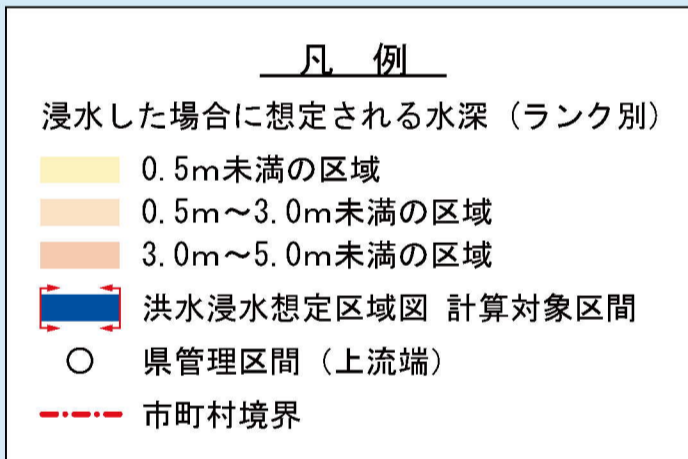 凡 例
浸水した場合に想定される水深（ランク別）
0.5m未満の区域
0.5m～3.0m未満の区域
3.0m～5.0m未満の区域
洪水浸水想定区域図 計算対象区間
県管理区間（上流端）
市町村境界